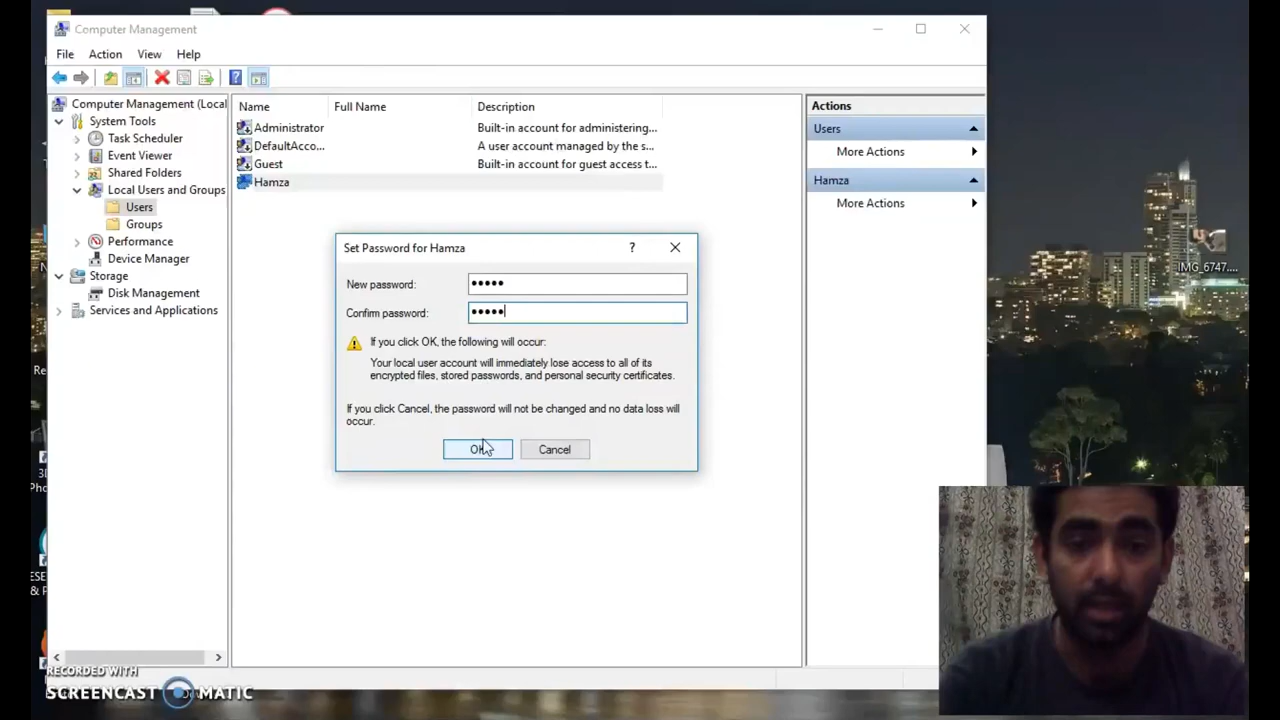 Computer Management
File Action View Help
Computer Management (Local
System Tools
Task Scheduler
Event Viewer
Shared Folders
Local Users and Groups
Users
Groups
Performance
Device Manager
Storage
Disk Management
Services and Applications
Name Full Name Description
Administrator Built-in account for administering...
DefaultAcco... A user account managed by the s...
Guest Built-in account for guest access t...
Hamza
Actions
Users
More Actions
Hamza
More Actions
Set Password for Hamza
New password: •••••
Confirm password: •••••
If you click OK, the following will occur:
Your local user account will immediately lose access to all of its
encrypted files, stored passwords, and personal security certificates.
If you click Cancel, the password will not be changed and no data loss will
occur.
OK Cancel
IMG_6747....
Re
3I
Pho
ESE
& P
RECORDED WITH
SCREENCAST MATIC